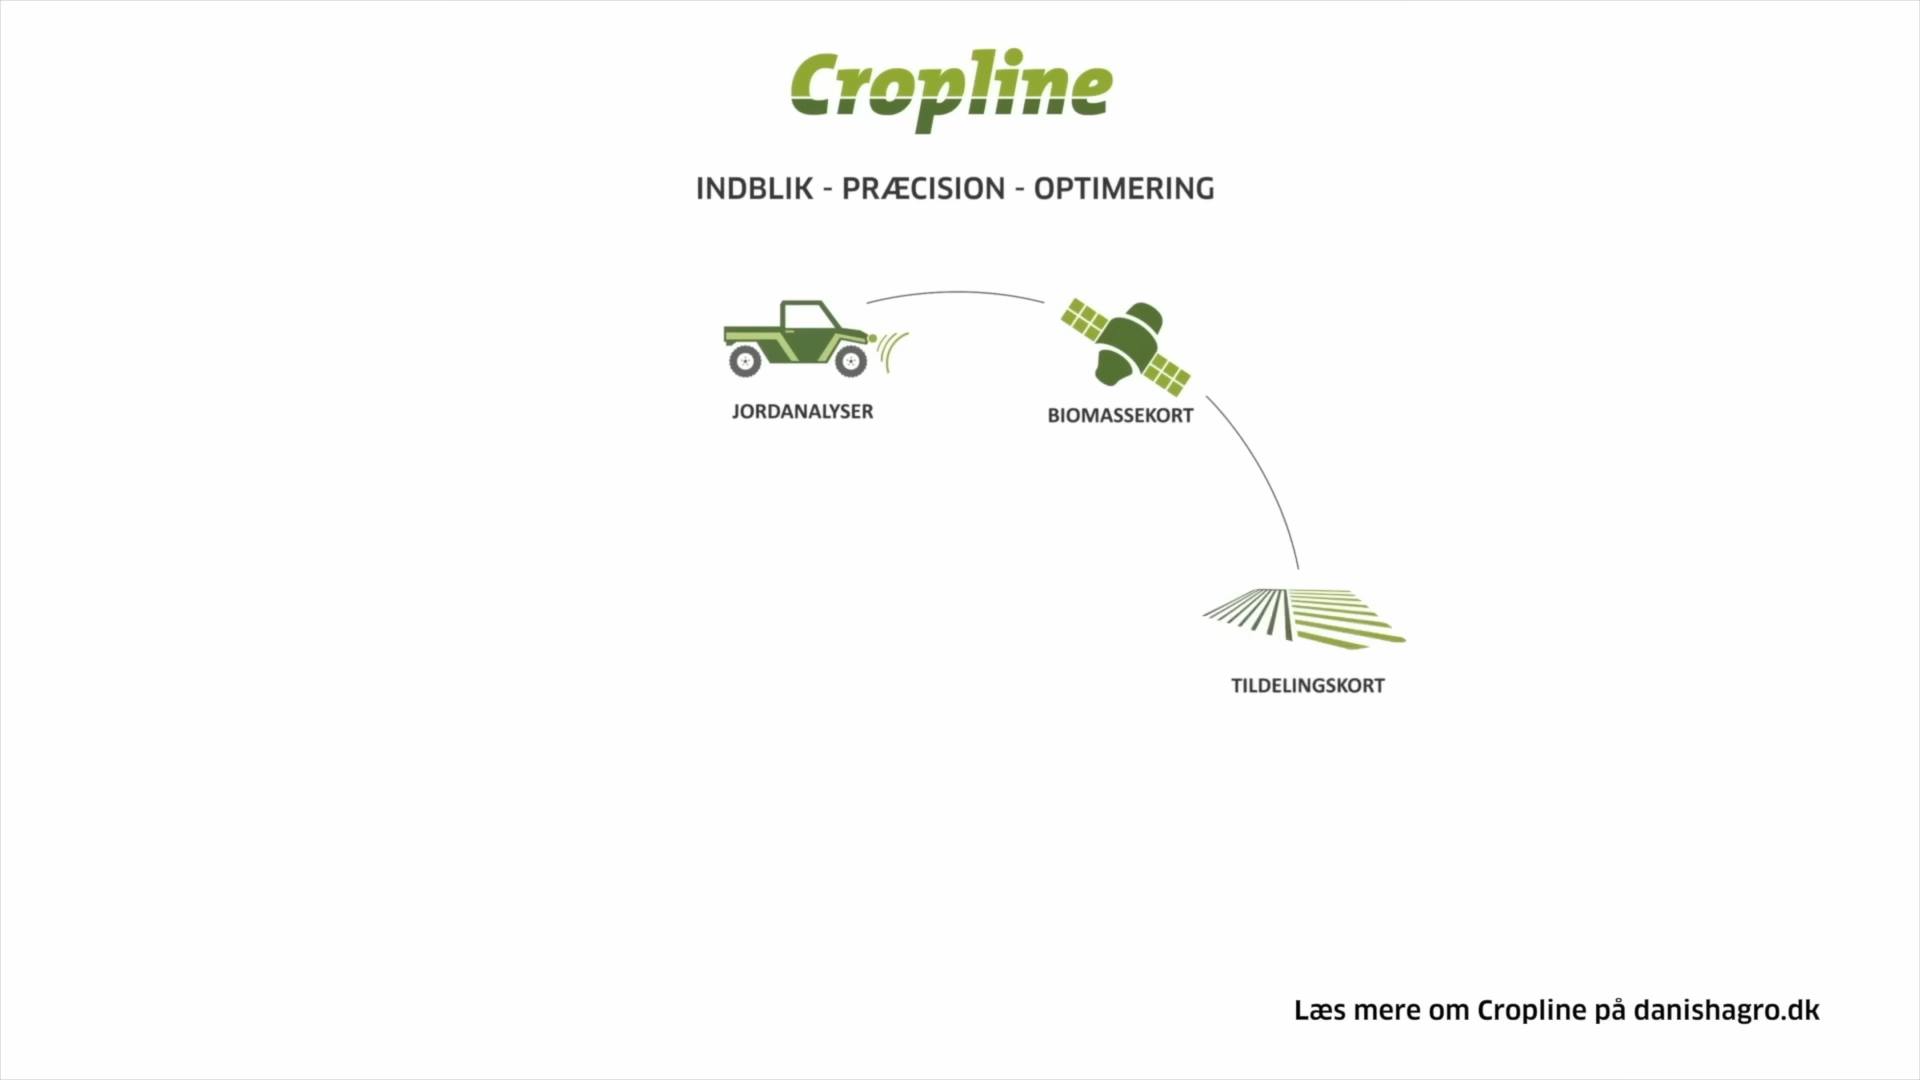 Cropline
INDBLIK - PRÆCISION - OPTIMERING
JORDANALYSER
BIOMASSEKORT
TILDELINGSKORT
Læs mere om Cropline på danishagro.dk